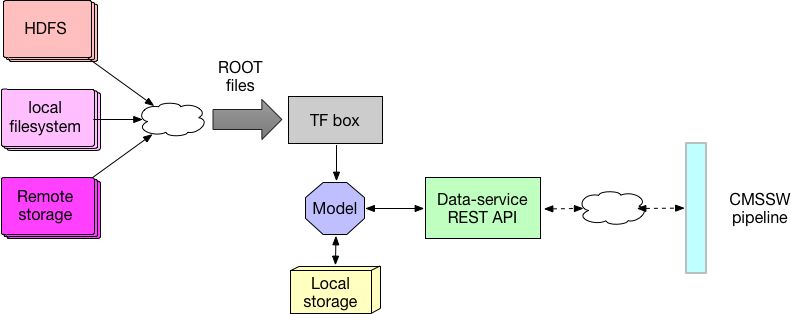 HDFS
ROOT
files
local
filesystem
TF box
Remote
storage
Model
Data-service
REST API
CMSSW
pipeline
Local
storage